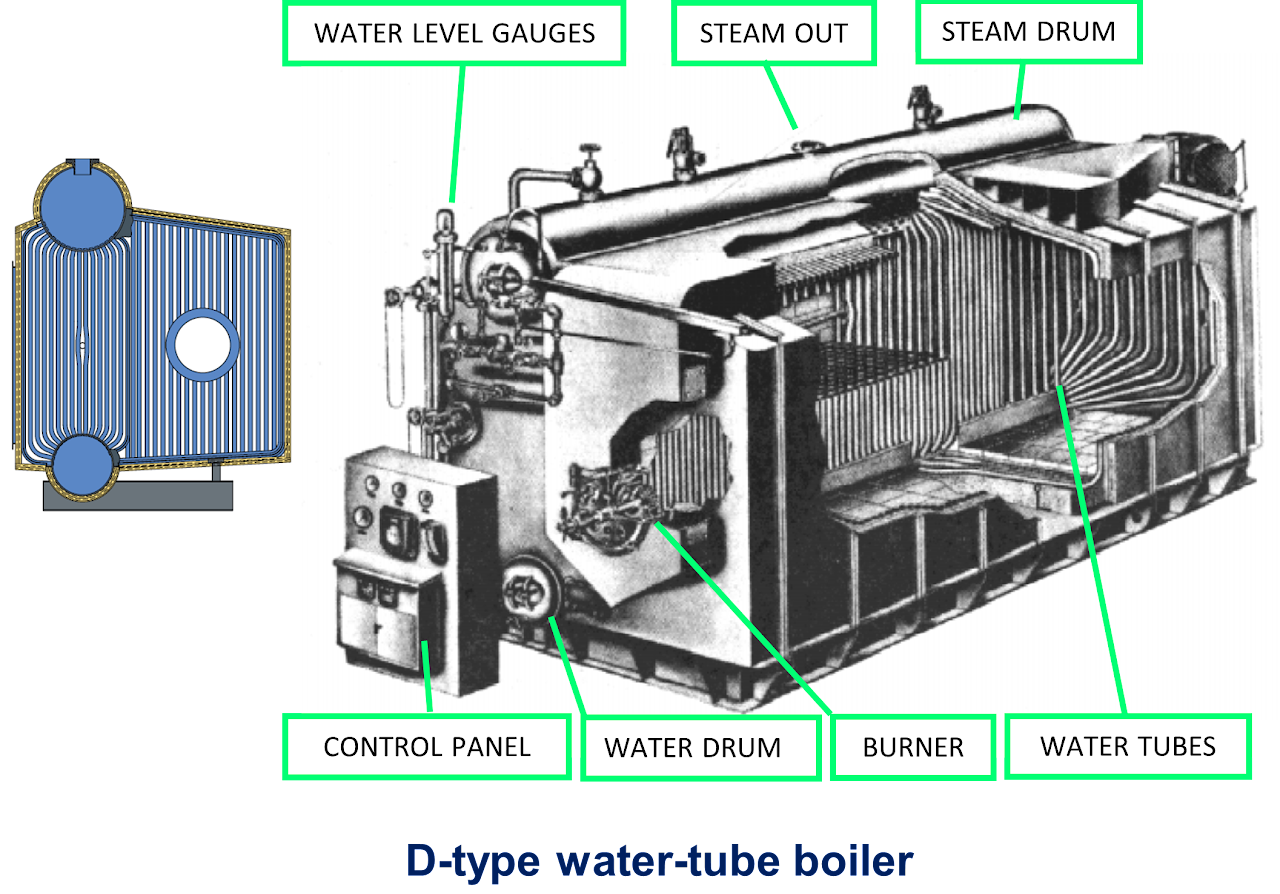 WATER LEVEL GAUGES
STEAM OUT
STEAM DRUM
CONTROL PANEL
WATER DRUM
BURNER
WATER TUBES
D-type water-tube boiler